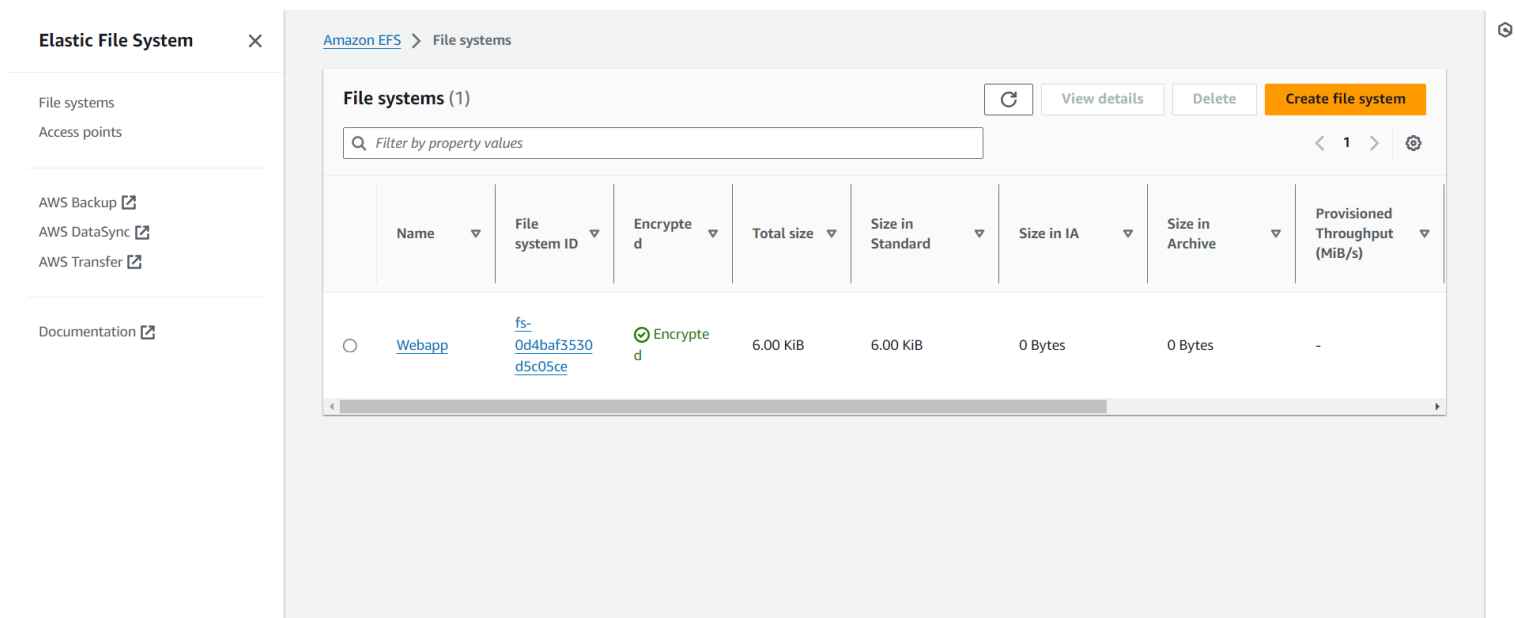 Elastic File System
File systems
Access points
AWS Backup
AWS DataSync
AWS Transfer
Documentation
Amazon EFS > File systems
File systems (1)
View details
Delete
Create file system
Filter by property values
1
Name
File
system ID
Encrypte
d
Total size
Size in
Standard
Size in IA
Size in
Archive
Provisioned
Throughput
(MiB/s)
Webapp
fs-
0d4baf3530
d5c05ce
Encrypte
d
6.00 KiB
6.00 KiB
0 Bytes
0 Bytes
-